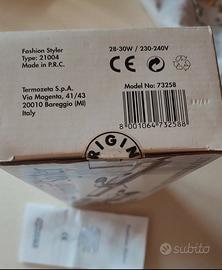 Fashion Styler
Type: 21004
Made in P.R.C.
28-30W / 230-240V
CE
Termozeta S.p.A.
Via Magenta, 41/43
20010 Bareggio (MI)
Italy
Model No: 73258
8 001064 732588
ORIGIN
subito